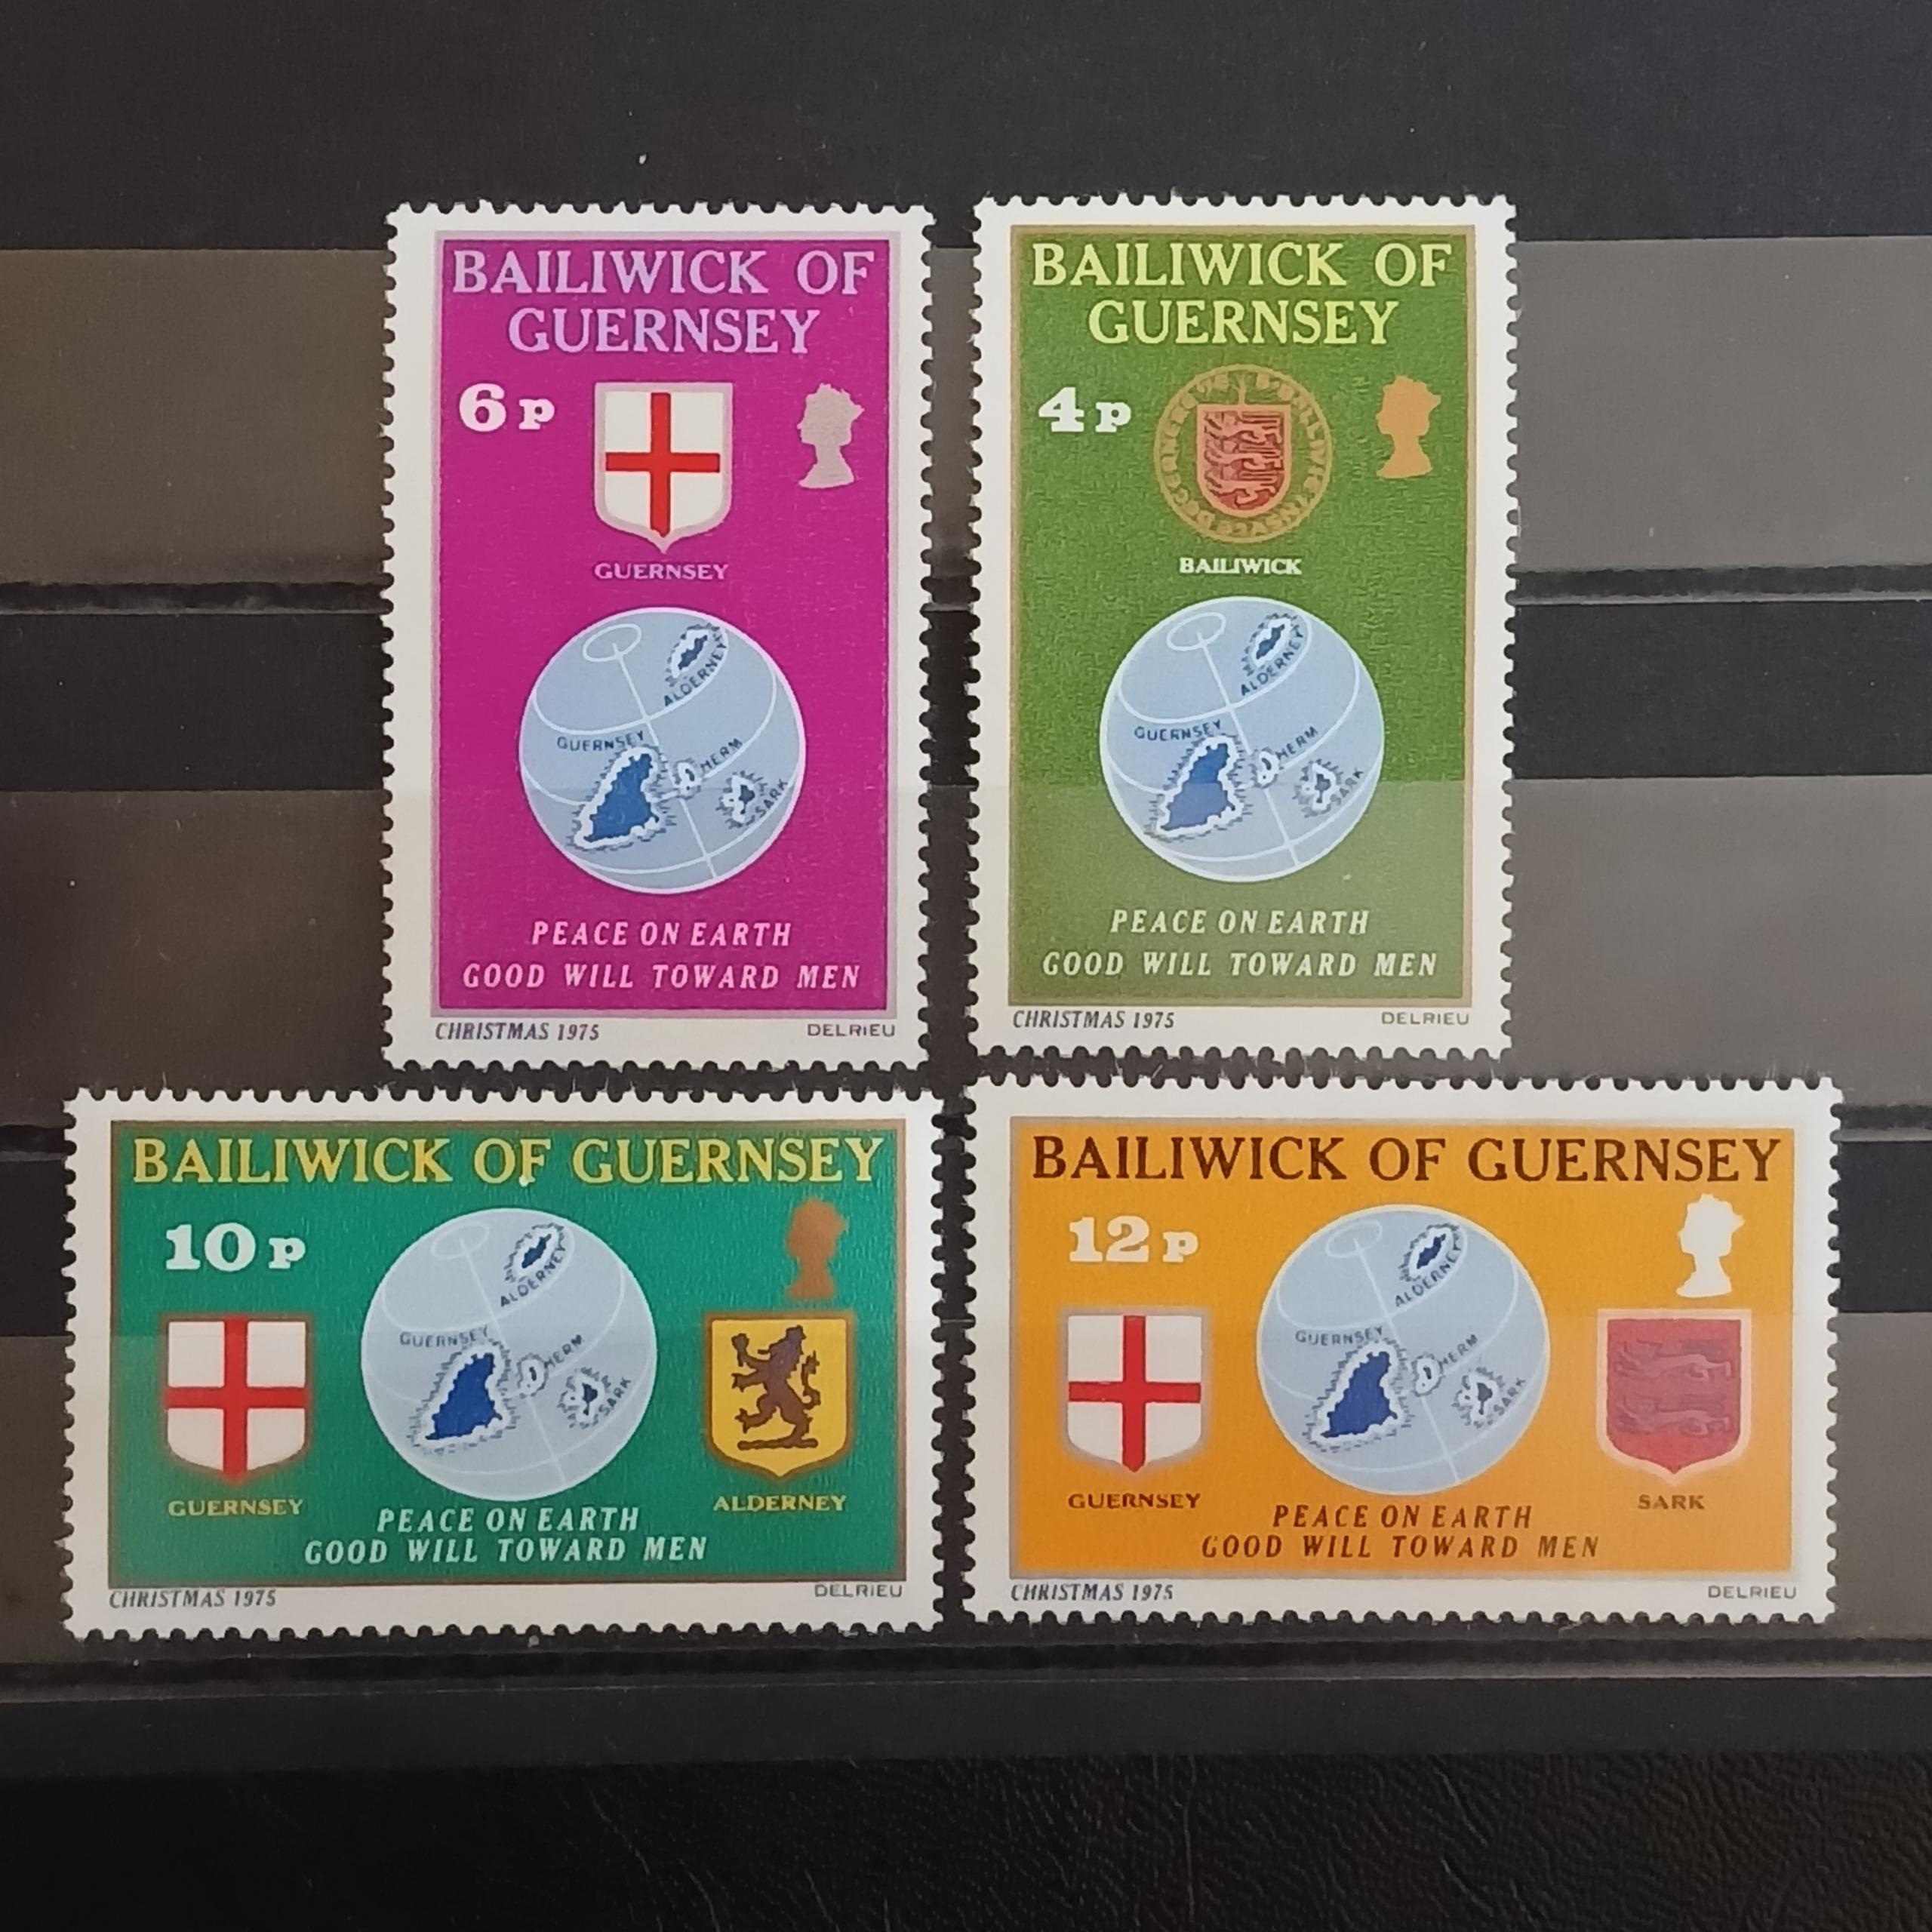 BAILIWICK OF
GUERNSEY
6p
GUERNSEY
ALDERNEY
GUERNSEY
HERM
SARK
PEACE ON EARTH
GOOD WILL TOWARD MEN
CHRISTMAS 1975 DELRIEU
BAILIWICK OF
GUERNSEY
4p
BAILIWICK
ALDERNEY
GUERNSEY
HERM
SARK
PEACE ON EARTH
GOOD WILL TOWARD MEN
CHRISTMAS 1975 DELRIEU
BAILIWICK OF GUERNSEY
10p
ALDERNEY
GUERNSEY
HERM
SARK
GUERNSEY
ALDERNEY
PEACE ON EARTH
GOOD WILL TOWARD MEN
CHRISTMAS 1975 DELRIEU
BAILIWICK OF GUERNSEY
12p
ALDERNEY
GUERNSEY
HERM
SARK
GUERNSEY
SARK
PEACE ON EARTH
GOOD WILL TOWARD MEN
CHRISTMAS 1975 DELRIEU